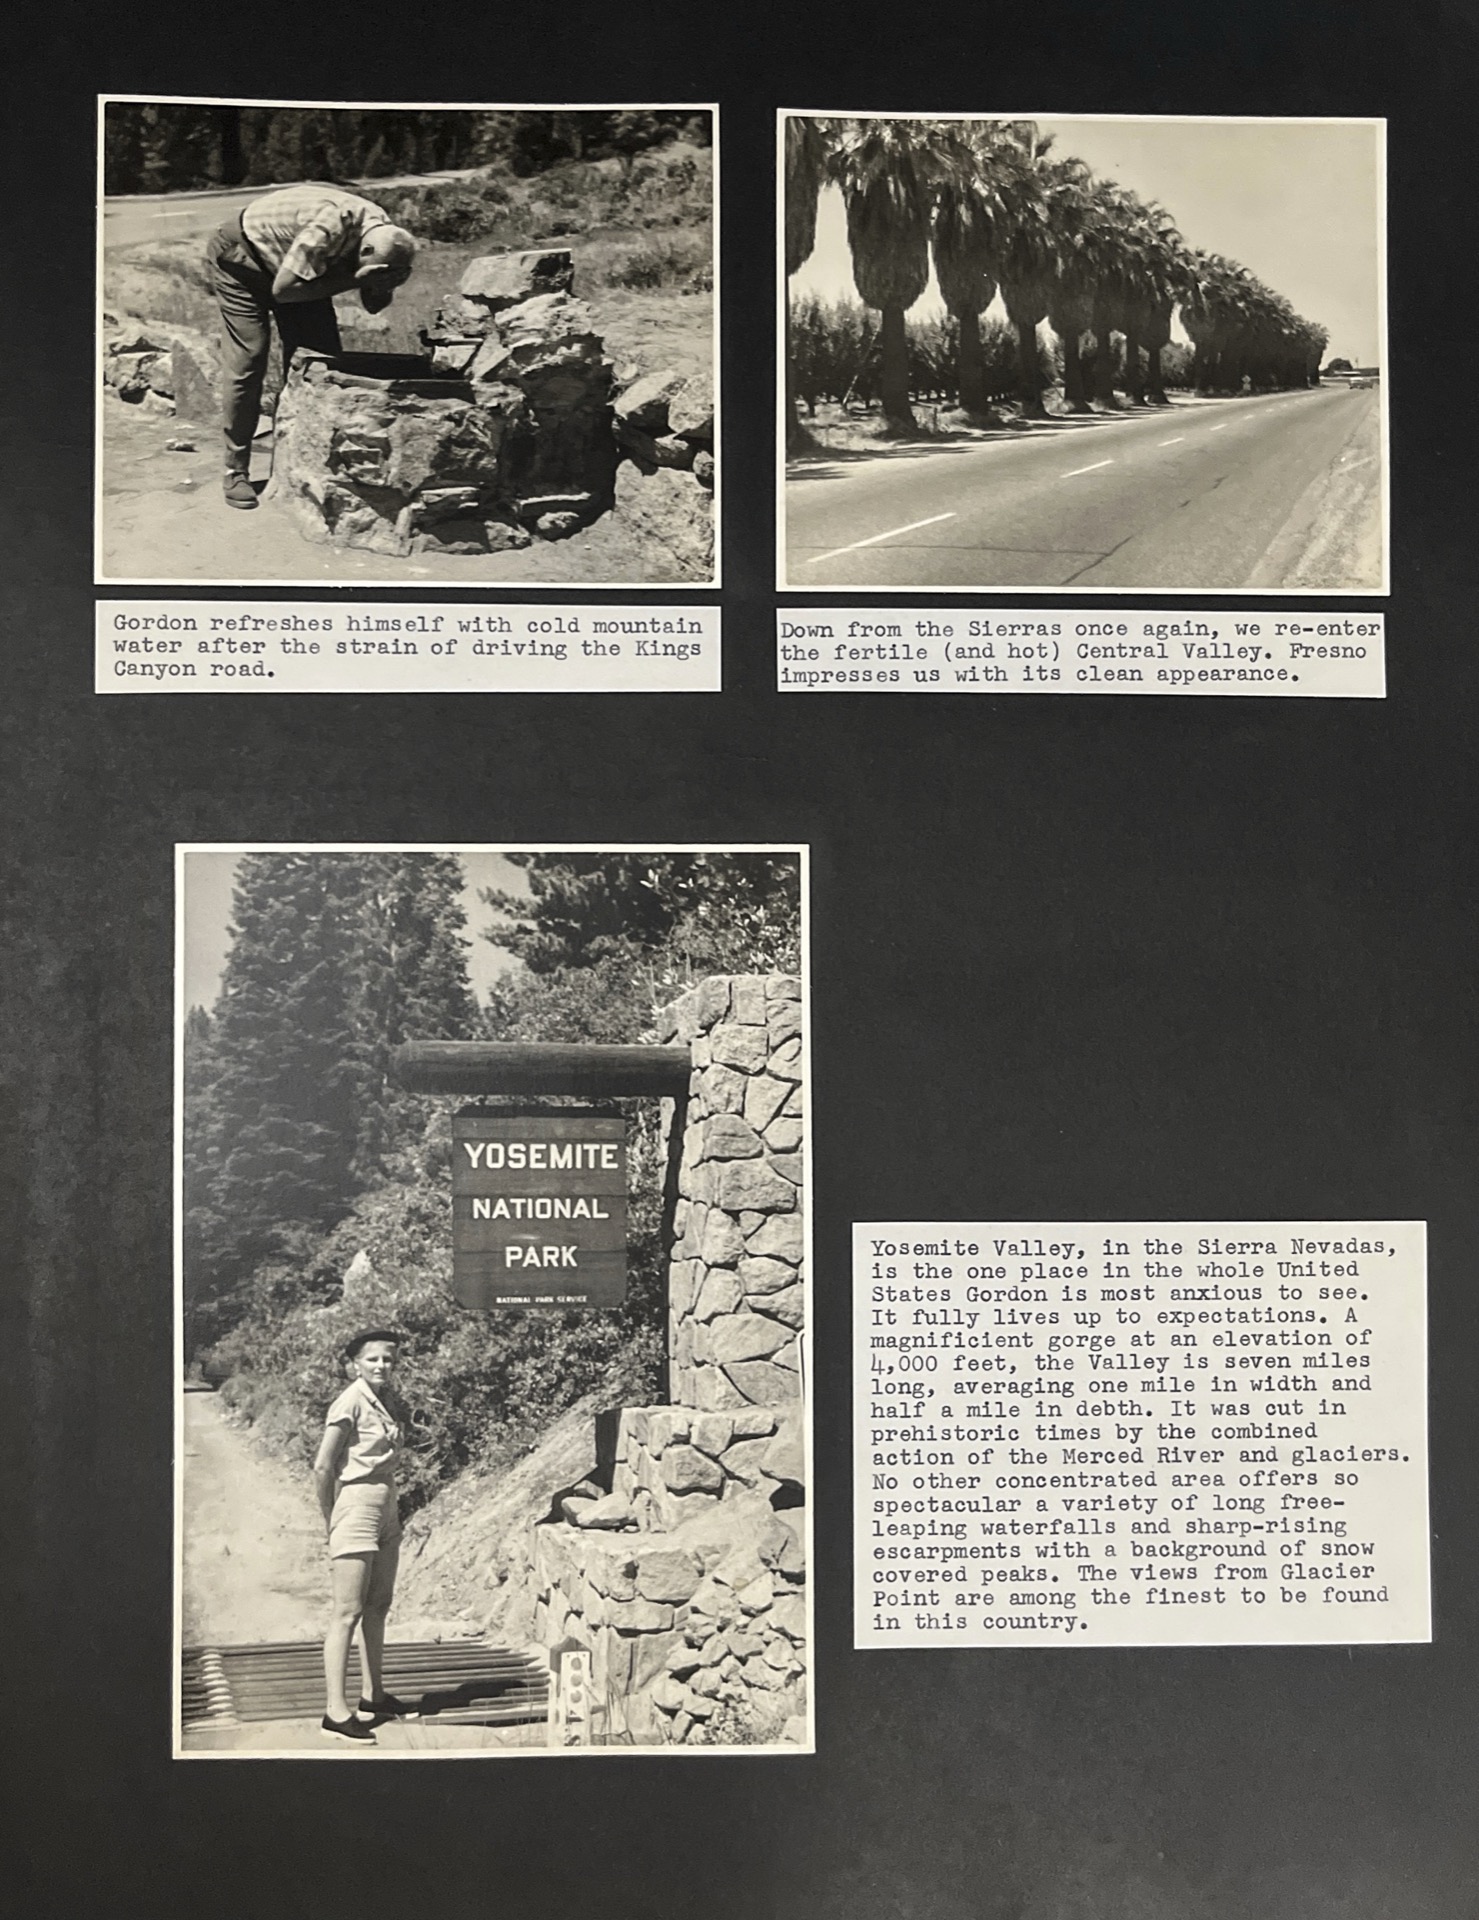 Gordon refreshes himself with cold mountain
water after the strain of driving the Kings
Canyon road.
Down from the Sierras once again, we re-enter
the fertile (and hot) Central Valley. Fresno
impresses us with its clean appearance.
YOSEMITE
NATIONAL
PARK
NATIONAL PARK SERVICE
Yosemite Valley, in the Sierra Nevadas,
is the one place in the whole United
States Gordon is most anxious to see.
It fully lives up to expectations. A
magnificient gorge at an elevation of
4,000 feet, the Valley is seven miles
long, averaging one mile in width and
half a mile in debth. It was cut in
prehistoric times by the combined
action of the Merced River and glaciers.
No other concentrated area offers so
spectacular a variety of long free-
leaping waterfalls and sharp-rising
escarpments with a background of snow
covered peaks. The views from Glacier
Point are among the finest to be found
in this country.